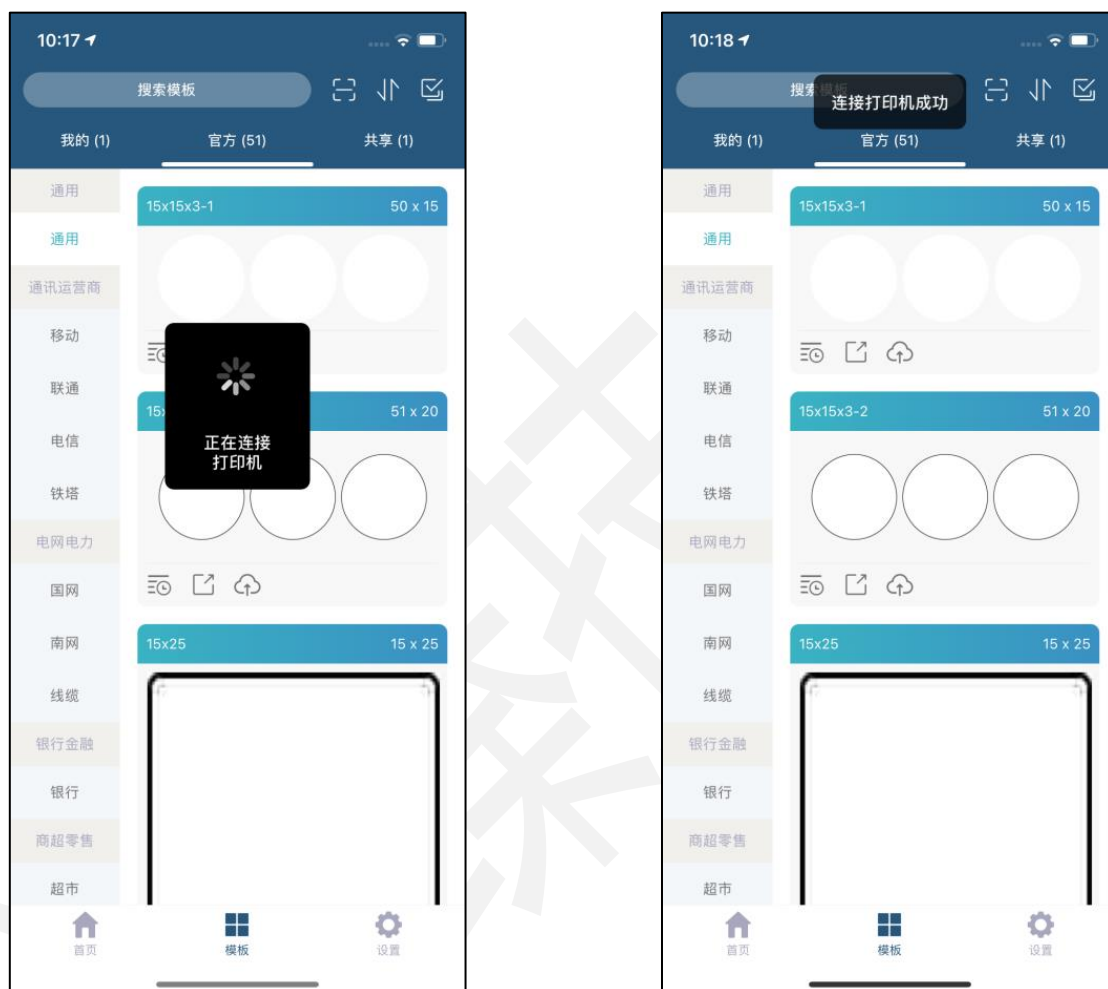 10:17
搜索模板
我的 (1)
官方 (51)
共享 (1)
通用
通用
通讯运营商
移动
联通
电信
铁塔
电网电力
国网
南网
线缆
银行金融
银行
商超零售
超市
15x15x3-1
50 x 15
15
51 x 20
正在连接
打印机
15x25
15 x 25
首页
模板
设置
10:18
搜索模板
连接打印机成功
我的 (1)
官方 (51)
共享 (1)
通用
通用
通讯运营商
移动
联通
电信
铁塔
电网电力
国网
南网
线缆
银行金融
银行
商超零售
超市
15x15x3-1
50 x 15
15x15x3-2
51 x 20
15x25
15 x 25
首页
模板
设置